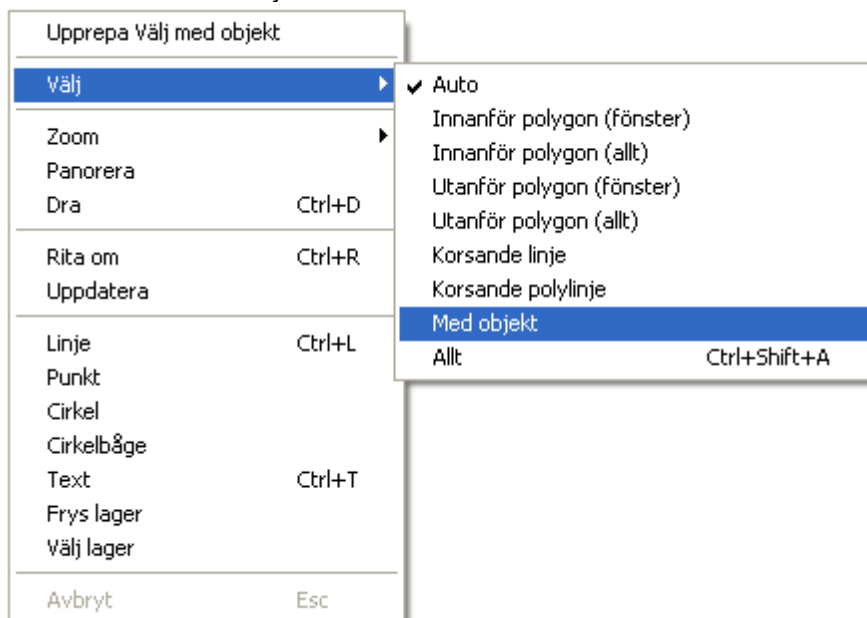 Upprepa Välj med objekt
Välj
Zoom
Panorera
Dra Ctrl+D
Rita om Ctrl+R
Uppdatera
Linje Ctrl+L
Punkt
Cirkel
Cirkelbåge
Text Ctrl+T
Frys lager
Välj lager
Avbryt Esc
Auto
Innanför polygon (fönster)
Innanför polygon (allt)
Utanför polygon (fönster)
Utanför polygon (allt)
Korsande linje
Korsande polylinje
Med objekt
Allt Ctrl+Shift+A